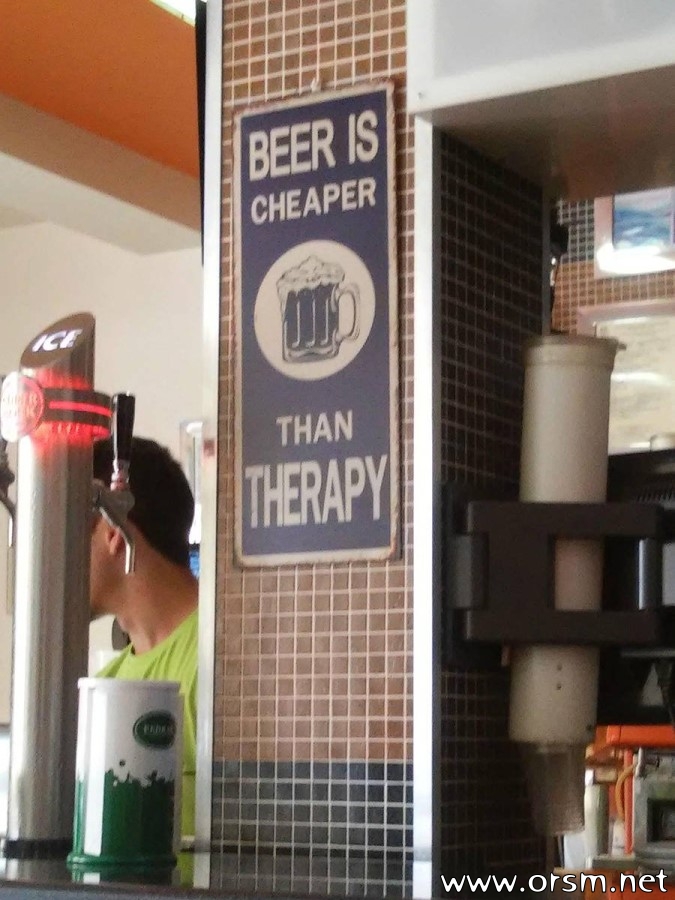 BEER IS
CHEAPER
THAN
THERAPY
ICE
www.orsm.net